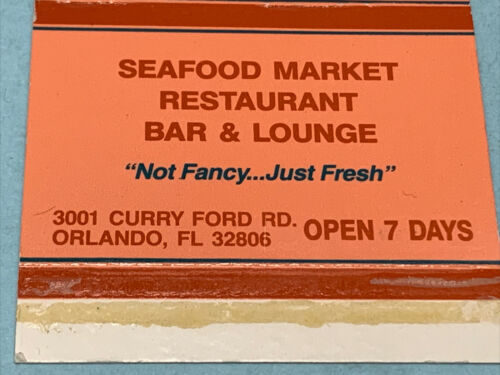 SEAFOOD MARKET
RESTAURANT
BAR & LOUNGE
"Not Fancy...Just Fresh"
3001 CURRY FORD RD.
ORLANDO, FL 32806
OPEN 7 DAYS